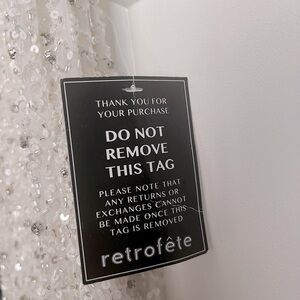 THANK YOU FOR
YOUR PURCHASE
DO NOT
REMOVE
THIS TAG
PLEASE NOTE THAT
ANY RETURNS OR
EXCHANGES CANNOT
BE MADE ONCE THIS
TAG IS REMOVED
retrofête